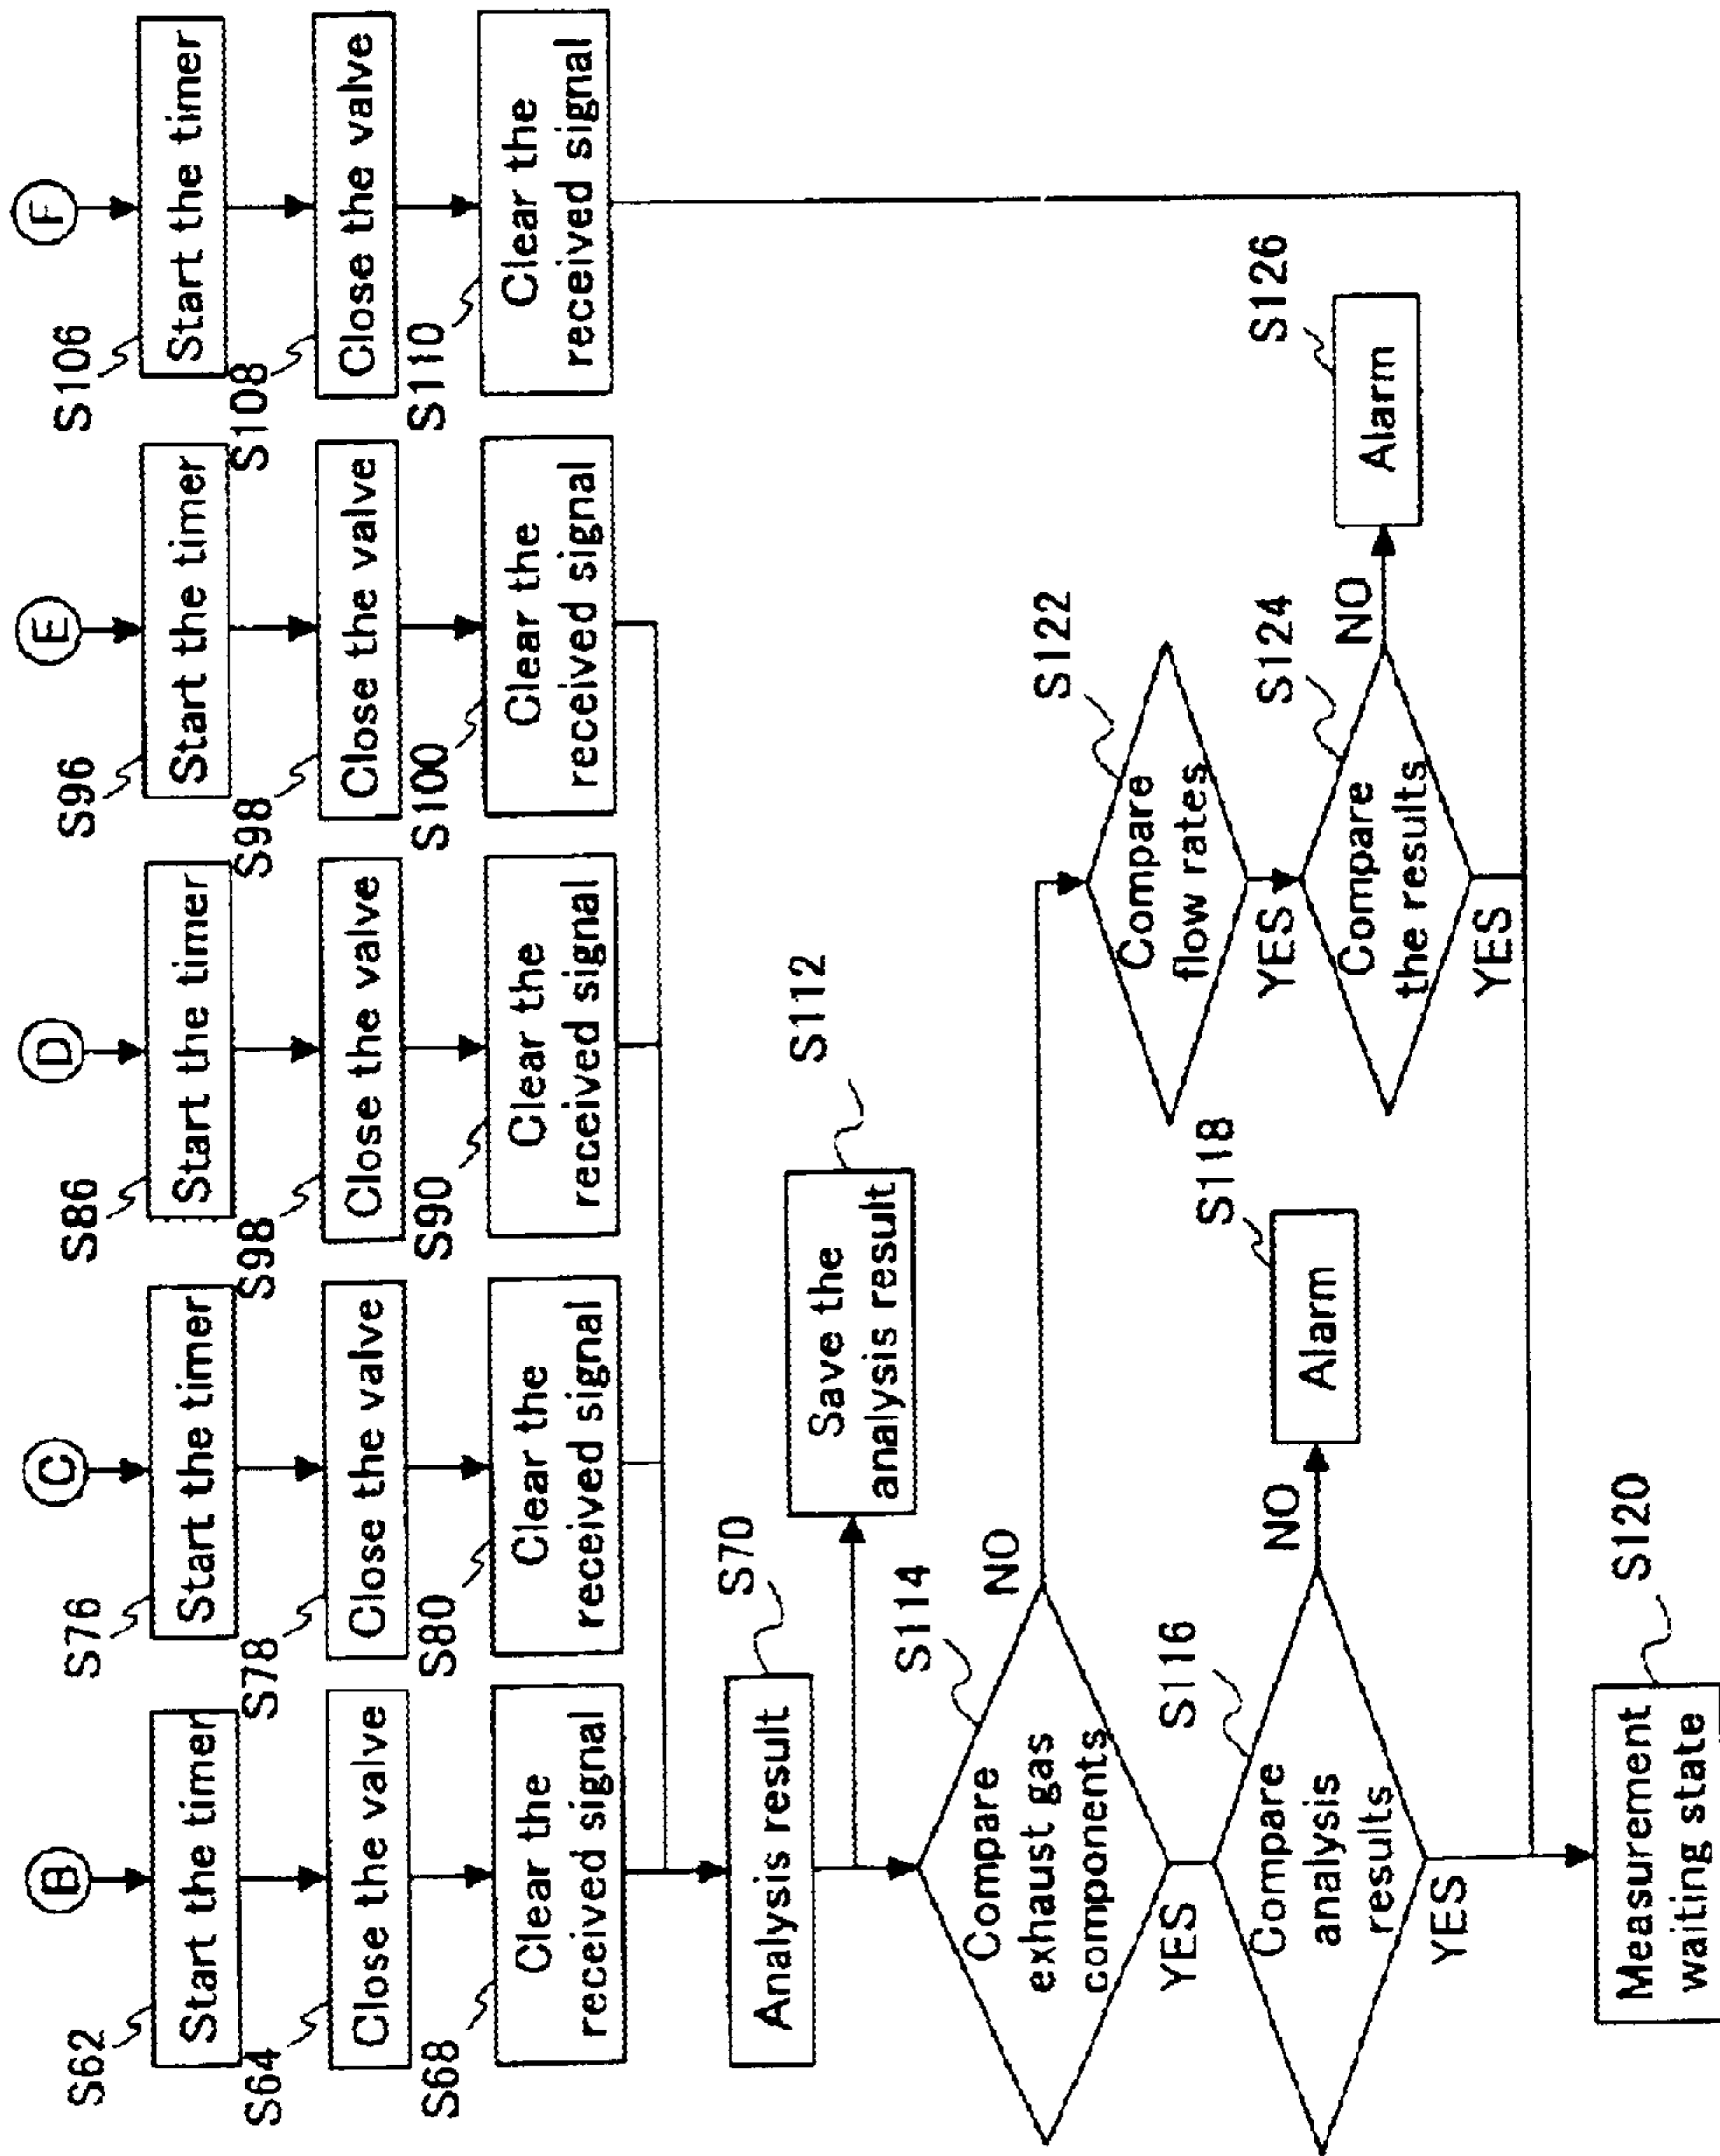 B
S62
Start the timer
S64
Close the valve
S68
Clear the
received signal
C
S76
Start the timer
S78
Close the valve
S80
Clear the
received signal
D
S86
Start the timer
S98
Close the valve
S90
Clear the
received signal
E
S96
Start the timer
S98
Close the valve
S100
Clear the
received signal
F
S106
Start the timer
S108
Close the valve
S110
Clear the
received signal
S70
Analysis result
S112
Save the
analysis result
S114
Compare
exhaust gas
components
NO
YES
S116
Compare
analysis
results
NO
YES
S118
Alarm
S122
Compare
flow rates
YES
S124
Compare
the results
NO
YES
S126
Alarm
S120
Measurement
waiting state